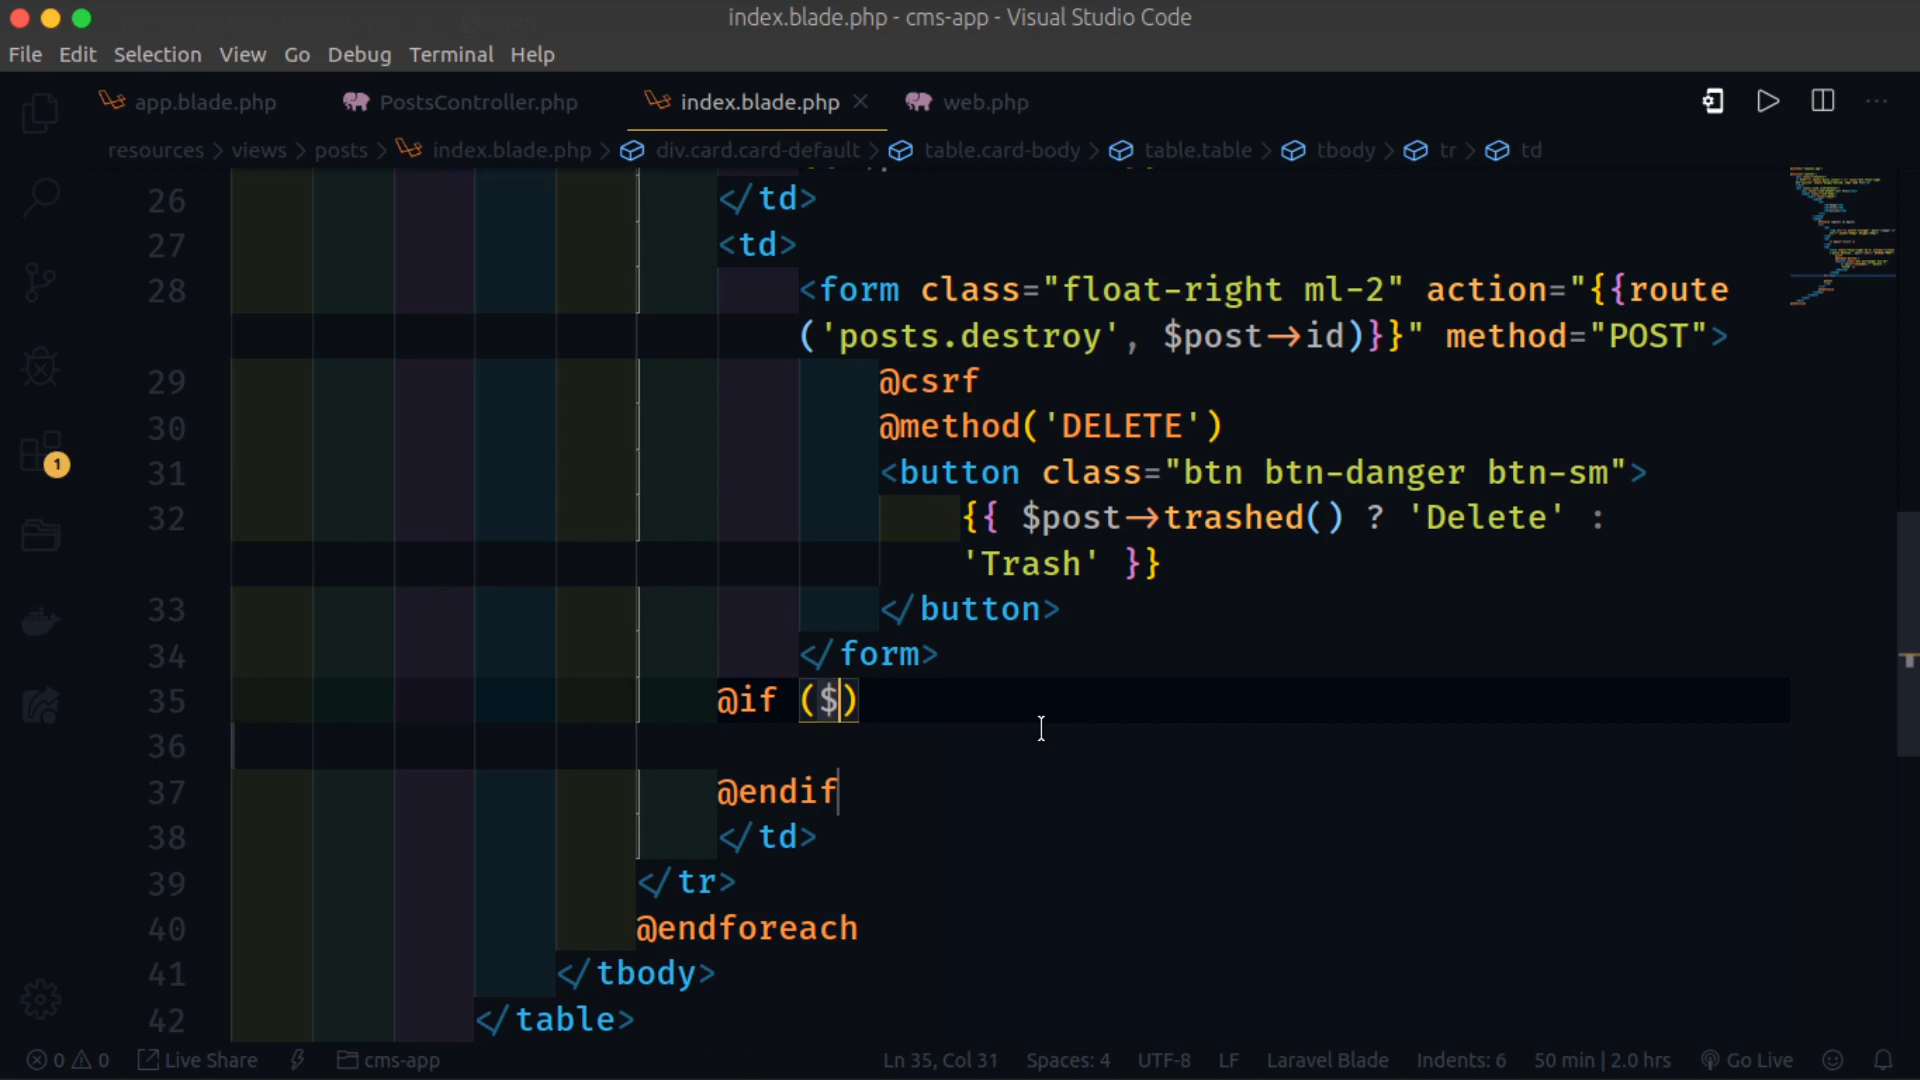 index.blade.php - cms-app - Visual Studio Code
File Edit Selection View Go Debug Terminal Help
app.blade.php PostsController.php index.blade.php web.php
resources > views > posts > index.blade.php > div.card.card-default > table.card-body > table.table > tbody > tr > td
26 </td>
27 <td>
28 <form class="float-right ml-2" action="{{route
('posts.destroy', $post->id)}}" method="POST">
29 @csrf
30 @method('DELETE')
31 <button class="btn btn-danger btn-sm">
32 {{ $post->trashed() ? 'Delete' :
'Trash' }}
33 </button>
34 </form>
35 @if ($)
36
37 @endif
38 </td>
39 </tr>
40 @endforeach
41 </tbody>
42 </table>
1
0 0 Live Share cms-app Ln 35, Col 31 Spaces: 4 UTF-8 LF Laravel Blade Indents: 6 50 min | 2.0 hrs Go Live